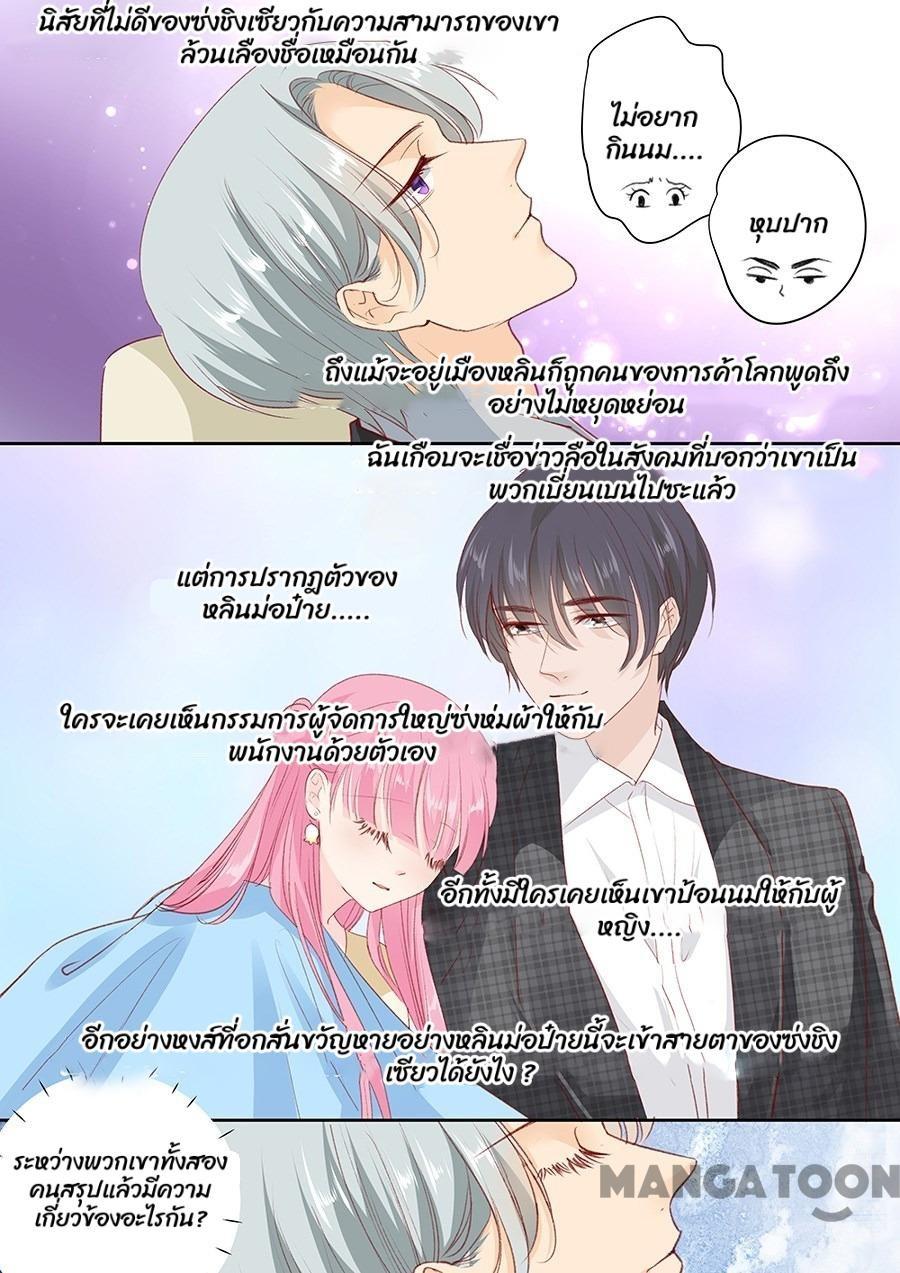 นิสัยที่ไม่ดีของซ่งชิงเซียวกับความสามารถของเขา
ล้วนเลืองชื่อเหมือนกัน
ไม่อยาก
กินนม....
หุบปาก
ถึงแม้จะอยู่เมืองหลินก็ถูกคนของการค้าโลกพูดถึง
อย่างไม่หยุดหย่อน
ฉันเกือบจะเชื่อข่าวลือในสังคมที่บอกว่าเขาเป็น
พวกเบี่ยนเบนไปซะแล้ว
แต่การปรากฎตัวของ
หลินม่อป๋าย.....
ใครจะเคยเห็นกรรมการผู้จัดการใหญ่ซ่งห่มผ้าให้กับ
พนักงานด้วยตัวเอง
อีกทั้งมีใครเคยเห็นเขาป้อนนมให้กับผู้
หญิง....
อีกอย่างหงส์ที่อกสั่นขวัญหายอย่างหลินม่อป๋ายนี้จะเข้าสายตาของซ่งชิง
เซียวได้ยังไง ?
ระหว่างพวกเขาทั้งสอง
คนสรุปแล้วมีความ
เกี่ยวข้องอะไรกัน?
MANGATOON